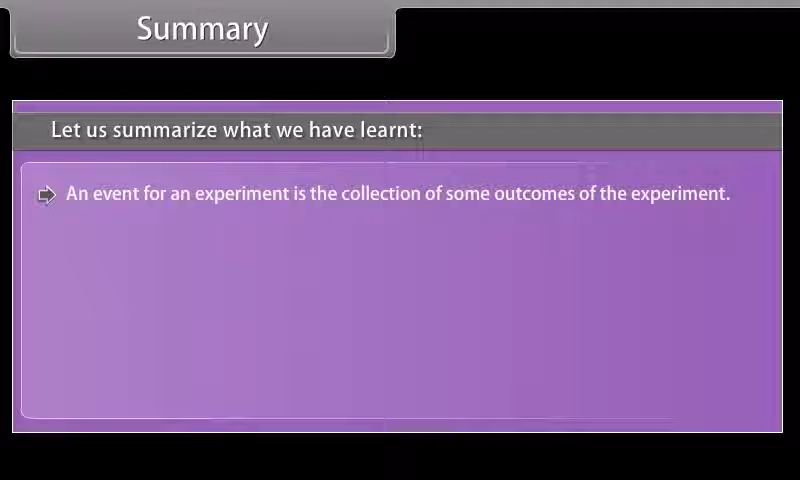 Summary
Let us summarize what we have learnt:
An event for an experiment is the collection of some outcomes of the experiment.